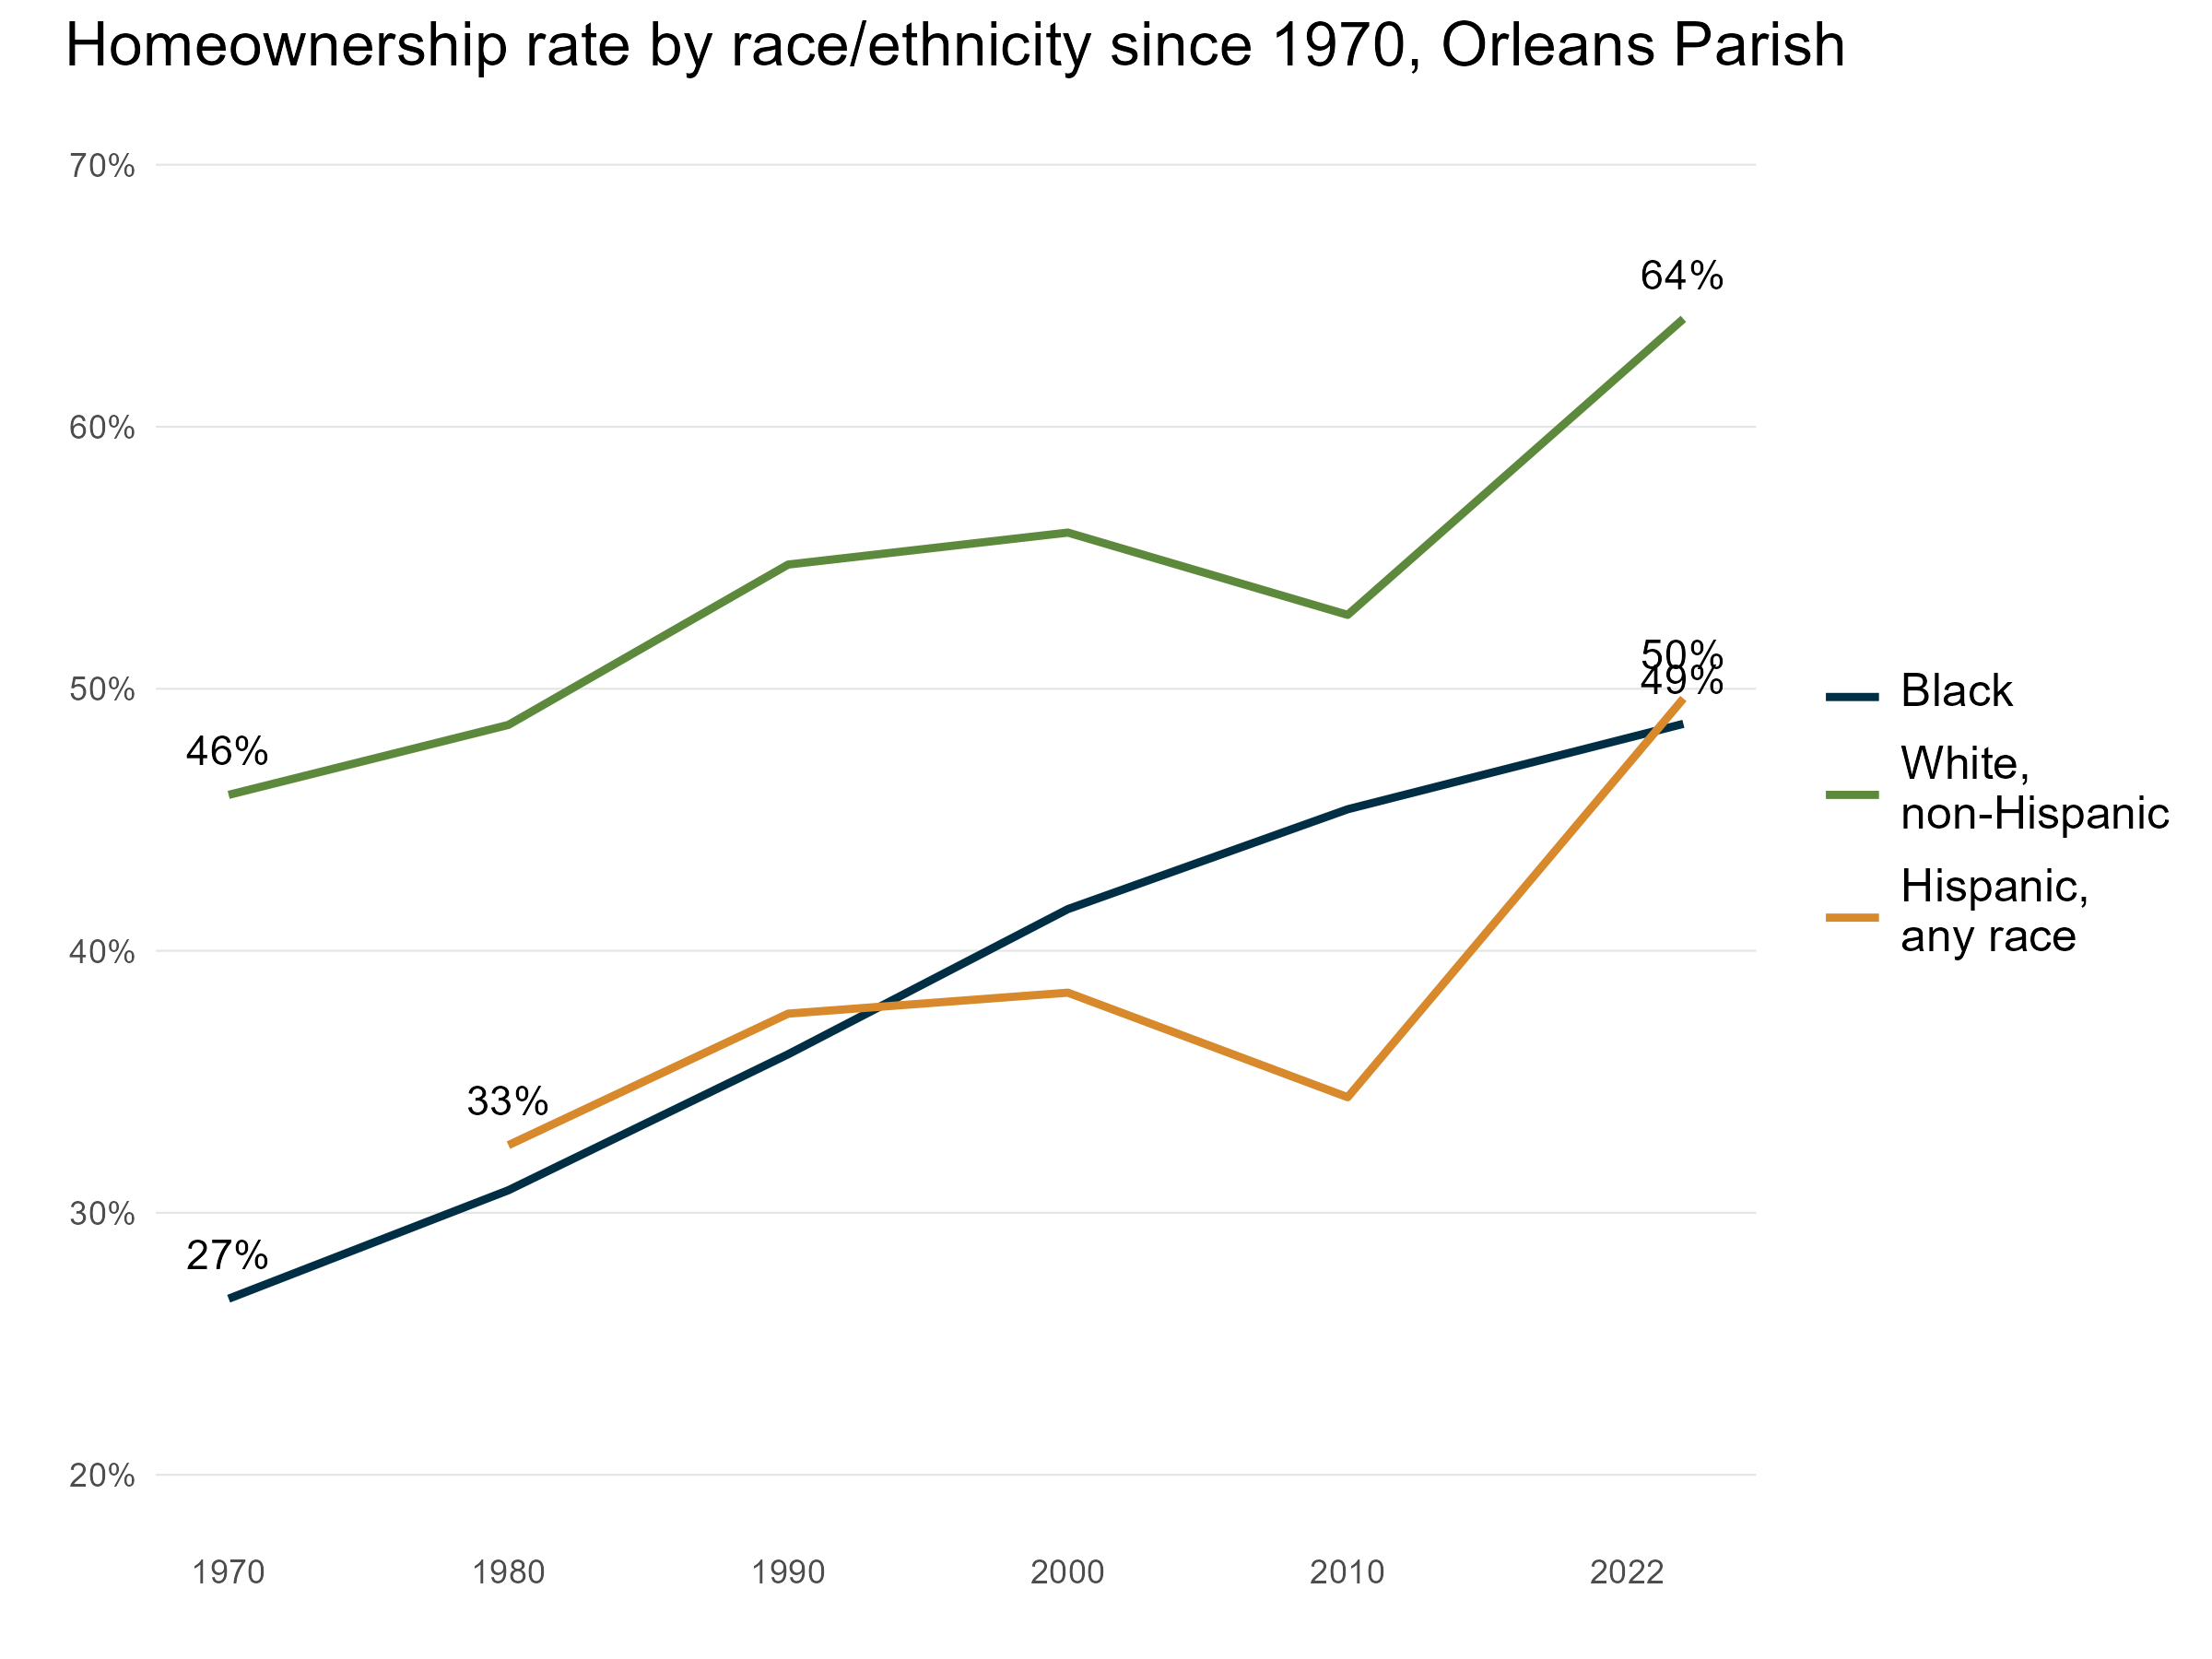 Homeownership rate by race/ethnicity since 1970, Orleans Parish
70%
64%
60%
50%
49%
50%
46%
40%
33%
30%
27%
20%
1970 1980 1990 2000 2010 2022
Black
White,
non-Hispanic
Hispanic,
any race